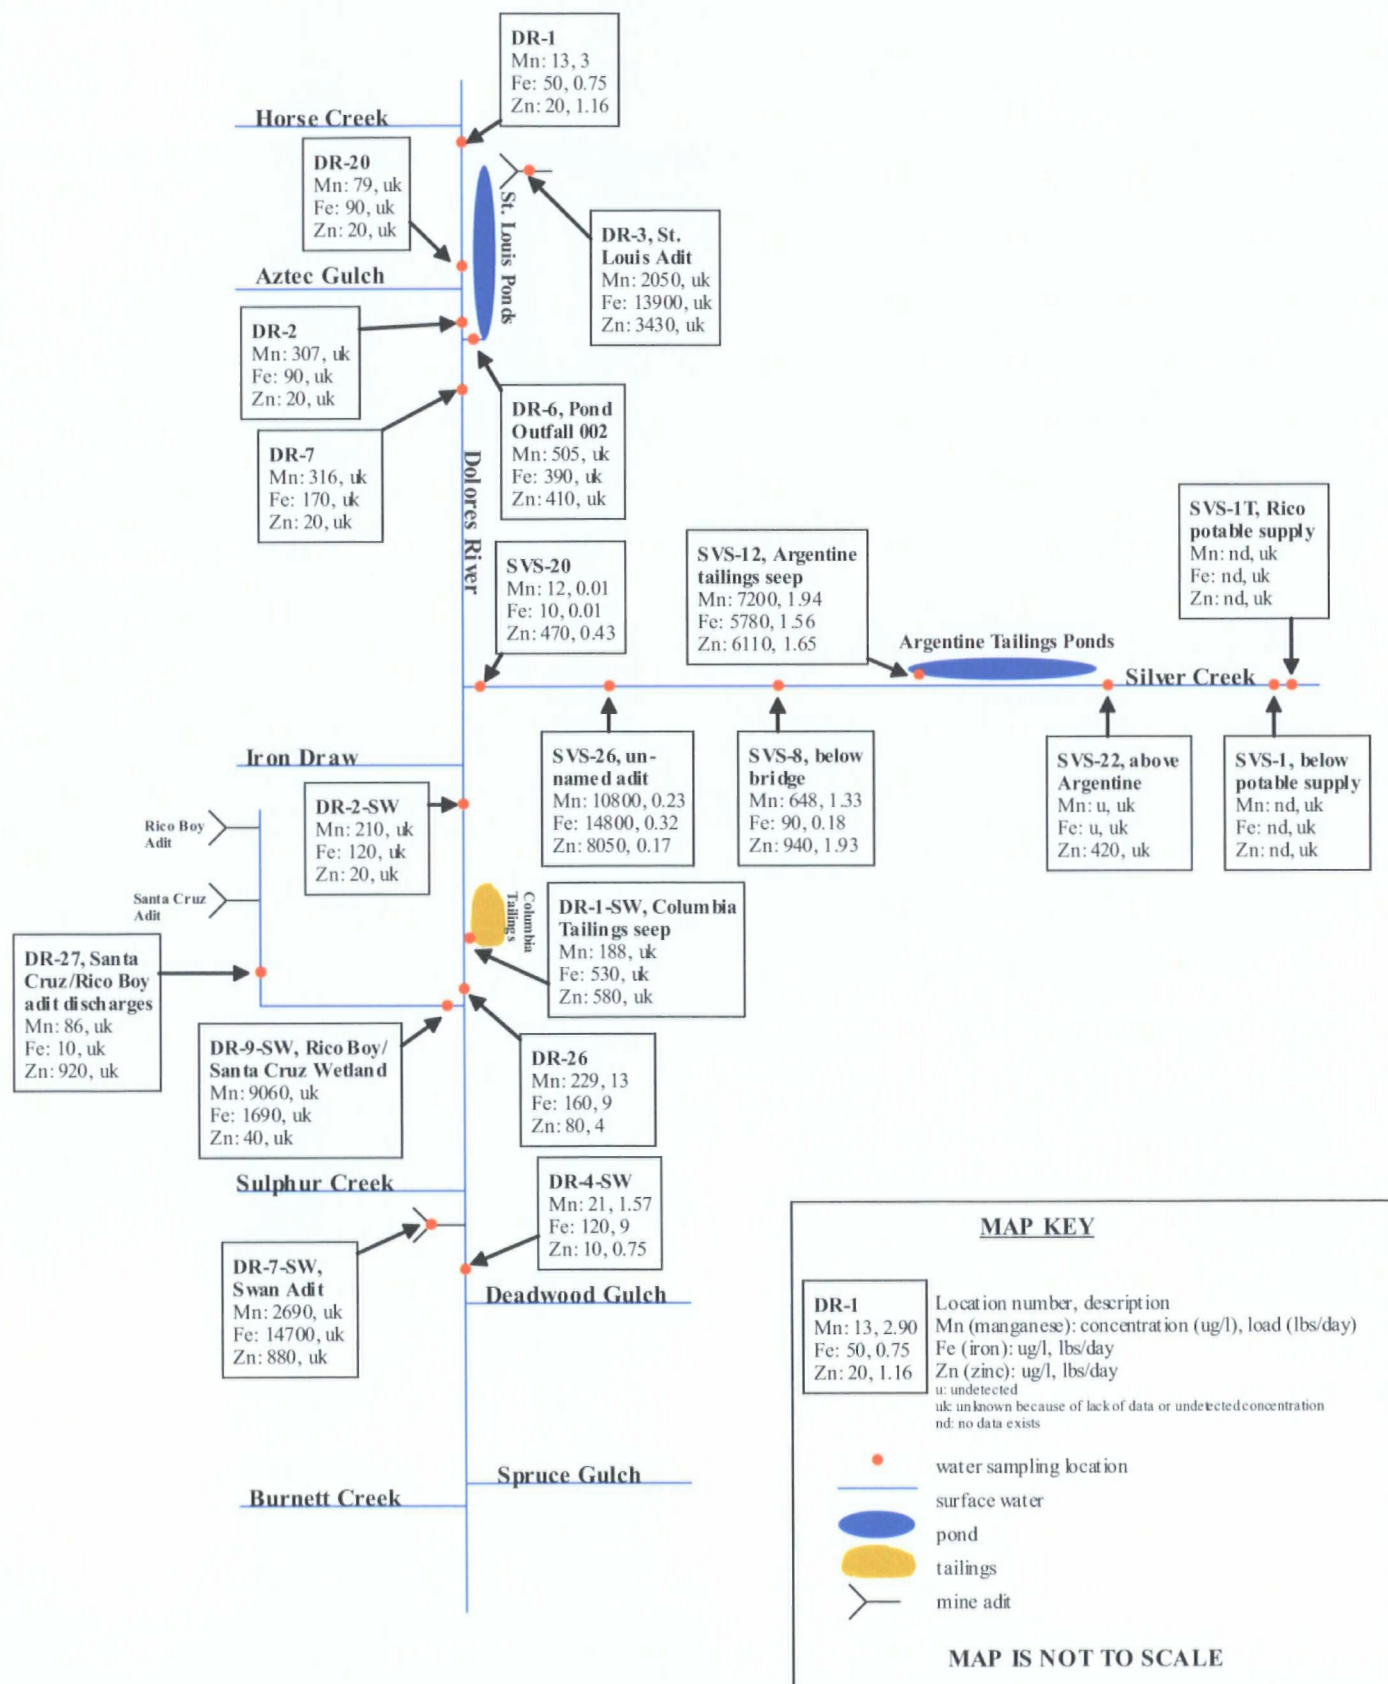 DR-1
Mn: 13, 3
Fe: 50, 0.75
Zn: 20, 1.16
Horse Creek
DR-20
Mn: 79, uk
Fe: 90, uk
Zn: 20, uk
St. Louis Ponds
DR-3, St.
Louis Adit
Mn: 2050, uk
Fe: 13900, uk
Zn: 3430, uk
Aztec Gulch
DR-2
Mn: 307, uk
Fe: 90, uk
Zn: 20, uk
DR-6, Pond
Outfall 002
Mn: 505, uk
Fe: 390, uk
Zn: 410, uk
DR-7
Mn: 316, uk
Fe: 170, uk
Zn: 20, uk
Dolores River
SVS-20
Mn: 12, 0.01
Fe: 10, 0.01
Zn: 470, 0.43
SVS-12, Argentine
tailings seep
Mn: 7200, 1.94
Fe: 5780, 1.56
Zn: 6110, 1.65
SVS-1T, Rico
potable supply
Mn: nd, uk
Fe: nd, uk
Zn: nd, uk
Argentine Tailings Ponds
Silver Creek
SVS-26, un-
named adit
Mn: 10800, 0.23
Fe: 14800, 0.32
Zn: 8050, 0.17
SVS-8, below
bridge
Mn: 648, 1.33
Fe: 90, 0.18
Zn: 940, 1.93
SVS-22, above
Argentine
Mn: u, uk
Fe: u, uk
Zn: 420, uk
SVS-1, below
potable supply
Mn: nd, uk
Fe: nd, uk
Zn: nd, uk
Iron Draw
DR-2-SW
Mn: 210, uk
Fe: 120, uk
Zn: 20, uk
Rico Boy
Adit
Santa Cruz
Adit
Columbia
Tailings
DR-1-SW, Columbia
Tailings seep
Mn: 188, uk
Fe: 530, uk
Zn: 580, uk
DR-27, Santa
Cruz/Rico Boy
adit discharges
Mn: 86, uk
Fe: 10, uk
Zn: 920, uk
DR-9-SW, Rico Boy/
Santa Cruz Wetland
Mn: 9060, uk
Fe: 1690, uk
Zn: 40, uk
DR-26
Mn: 229, 13
Fe: 160, 9
Zn: 80, 4
Sulphur Creek
DR-4-SW
Mn: 21, 1.57
Fe: 120, 9
Zn: 10, 0.75
DR-7-SW,
Swan Adit
Mn: 2690, uk
Fe: 14700, uk
Zn: 880, uk
Deadwood Gulch
Spruce Gulch
Burnett Creek
MAP KEY
DR-1
Mn: 13, 2.90
Fe: 50, 0.75
Zn: 20, 1.16
Location number, description
Mn (manganese): concentration (ug/l), load (lbs/day)
Fe (iron): ug/l, lbs/day
Zn (zinc): ug/l, lbs/day
u: undetected
uk: unknown because of lack of data or undetected concentration
nd: no data exists
water sampling location
surface water
pond
tailings
mine adit
MAP IS NOT TO SCALE